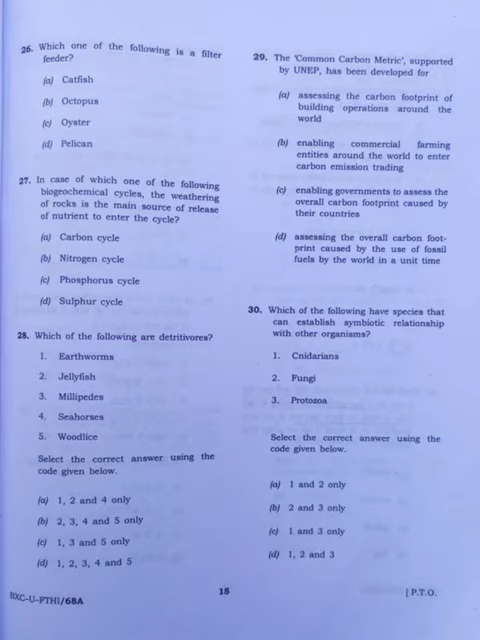 26. Which one of the following is a filter
feeder?
(a) Catfish
(b) Octopus
(c) Oyster
(d) Pelican
27. In case of which one of the following
biogeochemical cycles, the weathering
of rocks is the main source of release
of nutrient to enter the cycle?
(a) Carbon cycle
(b) Nitrogen cycle
(c) Phosphorus cycle
(d) Sulphur cycle
28. Which of the following are detritivores?
1. Earthworms
2. Jellyfish
3. Millipedes
4. Seahorses
5. Woodlice
Select the correct answer using the
code given below.
(a) 1, 2 and 4 only
(b) 2, 3, 4 and 5 only
(c) 1, 3 and 5 only
(d) 1, 2, 3, 4 and 5
29. The 'Common Carbon Metric', supported
by UNEP, has been developed for
(a) assessing the carbon footprint of
building operations around the
world
(b) enabling commercial farming
entities around the world to enter
carbon emission trading
(c) enabling governments to assess the
overall carbon footprint caused by
their countries
(d) assessing the overall carbon foot-
print caused by the use of fossil
fuels by the world in a unit time
30. Which of the following have species that
can establish symbiotic relationship
with other organisms?
1. Cnidarians
2. Fungi
3. Protozoa
Select the correct answer using the
code given below.
(a) 1 and 2 only
(b) 2 and 3 only
(c) 1 and 3 only
(d) 1, 2 and 3
BXC-U-FTHI/68A
15
[ P.T.O.